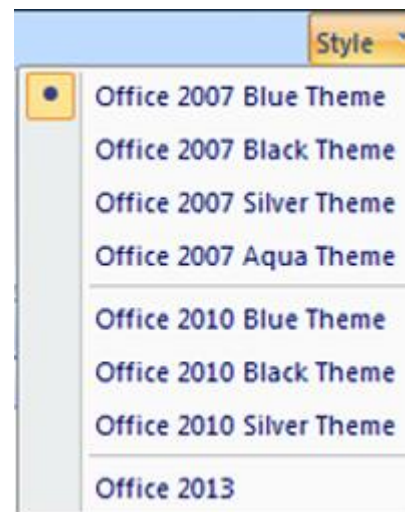 Style
Office 2007 Blue Theme
Office 2007 Black Theme
Office 2007 Silver Theme
Office 2007 Aqua Theme
Office 2010 Blue Theme
Office 2010 Black Theme
Office 2010 Silver Theme
Office 2013